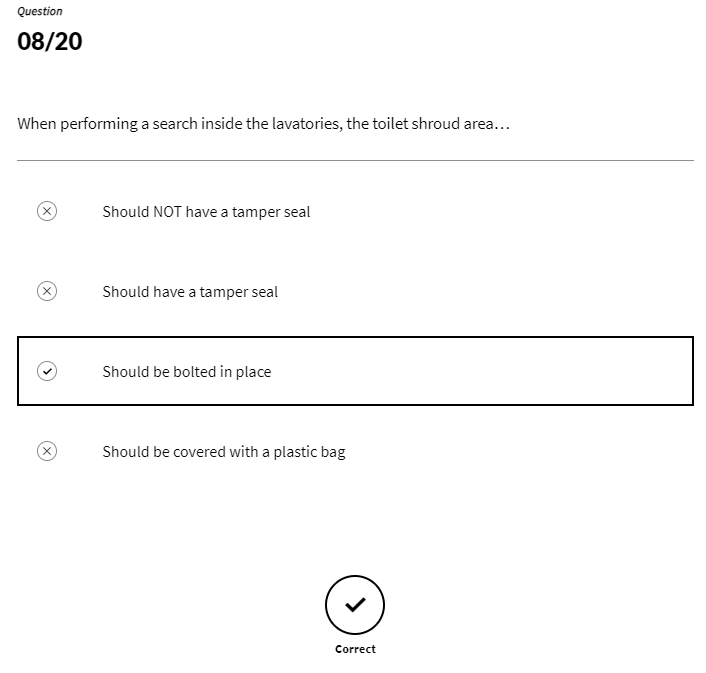 Question
08/20
When performing a search inside the lavatories, the toilet shroud area…
Should NOT have a tamper seal
Should have a tamper seal
Should be bolted in place
Should be covered with a plastic bag
Correct